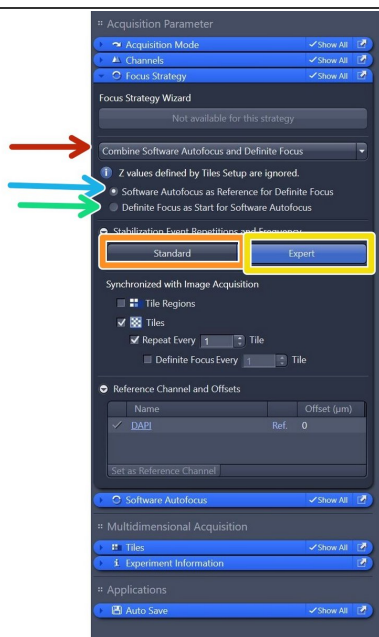 Acquisition Parameter
Acquisition Mode Show All
Channels Show All
Focus Strategy Show All
Focus Strategy Wizard
Not available for this strategy
Combine Software Autofocus and Definite Focus
Z values defined by Tiles Setup are ignored.
Software Autofocus as Reference for Definite Focus
Definite Focus as Start for Software Autofocus
Stabilization Event Repetitions and Frequency
Standard Expert
Synchronized with Image Acquisition
Tile Regions
Tiles
Repeat Every 1 Tile
Definite Focus Every 1 Tile
Reference Channel and Offsets
Name Offset (µm)
DAPI Ref. 0
Set as Reference Channel
Software Autofocus Show All
Multidimensional Acquisition
Tiles Show All
Experiment Information Show All
Applications
Auto Save Show All